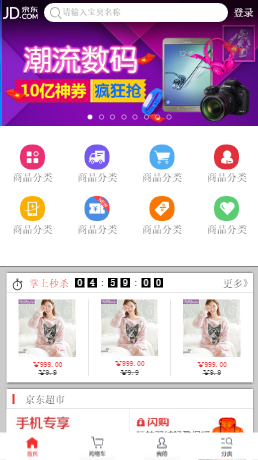 JD 京东 JD.COM 请输入宝贝名称 登录
潮流数码
10亿神券 疯狂抢
商品分类 商品分类 商品分类 商品分类
商品分类 商品分类 商品分类 商品分类
掌上秒杀 04:59:00 更多》
¥999.00 ¥999.00 ¥999.00
¥9.9 ¥9.9 ¥9.9
京东超市
手机专享 闪购
首页 购物车 我的 分类